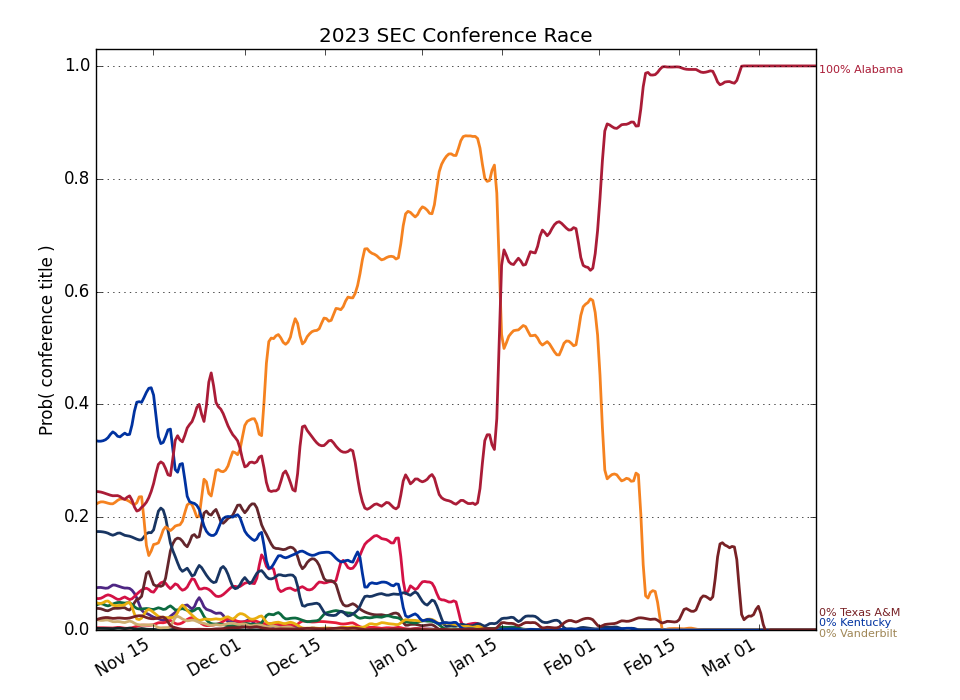 2023 SEC Conference Race
Prob( conference title )
1.0
0.8
0.6
0.4
0.2
0.0
Nov 15
Dec 01
Dec 15
Jan 01
Jan 15
Feb 01
Feb 15
Mar 01
100% Alabama
0% Texas A&M
0% Kentucky
0% Vanderbilt